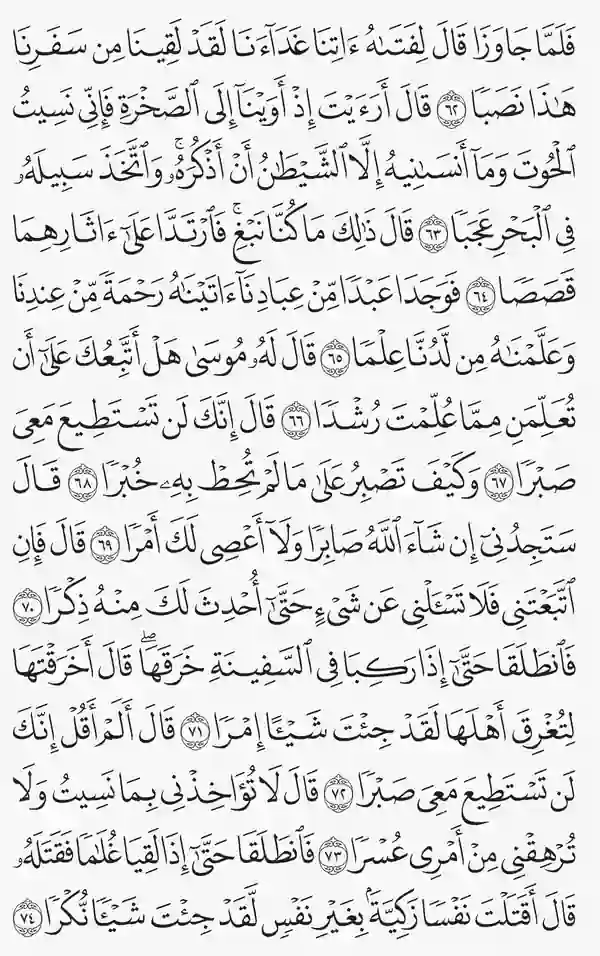 فَلَمَّا جَاوَزَا قَالَ لِفَتَىٰهُ ءَاتِنَا غَدَآءَنَا لَقَدۡ لَقِينَا مِن سَفَرِنَا
هَٰذَا نَصَبٗا ٦٢ قَالَ أَرَءَيۡتَ إِذۡ أَوَيۡنَآ إِلَى ٱلصَّخۡرَةِ فَإِنِّي نَسِيتُ
ٱلۡحُوتَ وَمَآ أَنسَىٰنِيهُ إِلَّا ٱلشَّيۡطَٰنُ أَنۡ أَذۡكُرَهُۥۚ وَٱتَّخَذَ سَبِيلَهُۥ
فِي ٱلۡبَحۡرِ عَجَبٗا ٦٣ قَالَ ذَٰلِكَ مَا كُنَّا نَبۡغِۚ فَٱرۡتَدَّا عَلَىٰٓ ءَاثَارِهِمَا
قَصَصٗا ٦٤ فَوَجَدَا عَبۡدٗا مِّنۡ عِبَادِنَآ ءَاتَيۡنَٰهُ رَحۡمَةٗ مِّنۡ عِندِنَا
وَعَلَّمۡنَٰهُ مِن لَّدُنَّا عِلۡمٗا ٦٥ قَالَ لَهُۥ مُوسَىٰ هَلۡ أَتَّبِعُكَ عَلَىٰٓ أَن
تُعَلِّمَنِ مِمَّا عُلِّمۡتَ رُشۡدٗا ٦٦ قَالَ إِنَّكَ لَن تَسۡتَطِيعَ مَعِيَ
صَبۡرٗا ٦٧ وَكَيۡفَ تَصۡبِرُ عَلَىٰ مَا لَمۡ تُحِطۡ بِهِۦ خُبۡرٗا ٦٨ قَالَ
سَتَجِدُنِيٓ إِن شَآءَ ٱللَّهُ صَابِرٗا وَلَآ أَعۡصِي لَكَ أَمۡرٗا ٦٩ قَالَ فَإِنِ
ٱتَّبَعۡتَنِي فَلَا تَسۡـَٔلۡنِي عَن شَيۡءٍ حَتَّىٰٓ أُحۡدِثَ لَكَ مِنۡهُ ذِكۡرٗا ٧٠
فَٱنطَلَقَا حَتَّىٰٓ إِذَا رَكِبَا فِي ٱلسَّفِينَةِ خَرَقَهَاۖ قَالَ أَخَرَقۡتَهَا
لِتُغۡرِقَ أَهۡلَهَا لَقَدۡ جِئۡتَ شَيۡـًٔا إِمۡرٗا ٧١ قَالَ أَلَمۡ أَقُلۡ إِنَّكَ
لَن تَسۡتَطِيعَ مَعِيَ صَبۡرٗا ٧٢ قَالَ لَا تُؤَاخِذۡنِي بِمَا نَسِيتُ وَلَا
تُرۡهِقۡنِي مِنۡ أَمۡرِي عُسۡرٗا ٧٣ فَٱنطَلَقَا حَتَّىٰٓ إِذَا لَقِيَا غُلَٰمٗا فَقَتَلَهُۥ
قَالَ أَقَتَلۡتَ نَفۡسٗا زَكِيَّةَۢ بِغَيۡرِ نَفۡسٖ لَّقَدۡ جِئۡتَ شَيۡـٔٗا نُّكۡرٗا ٧٤